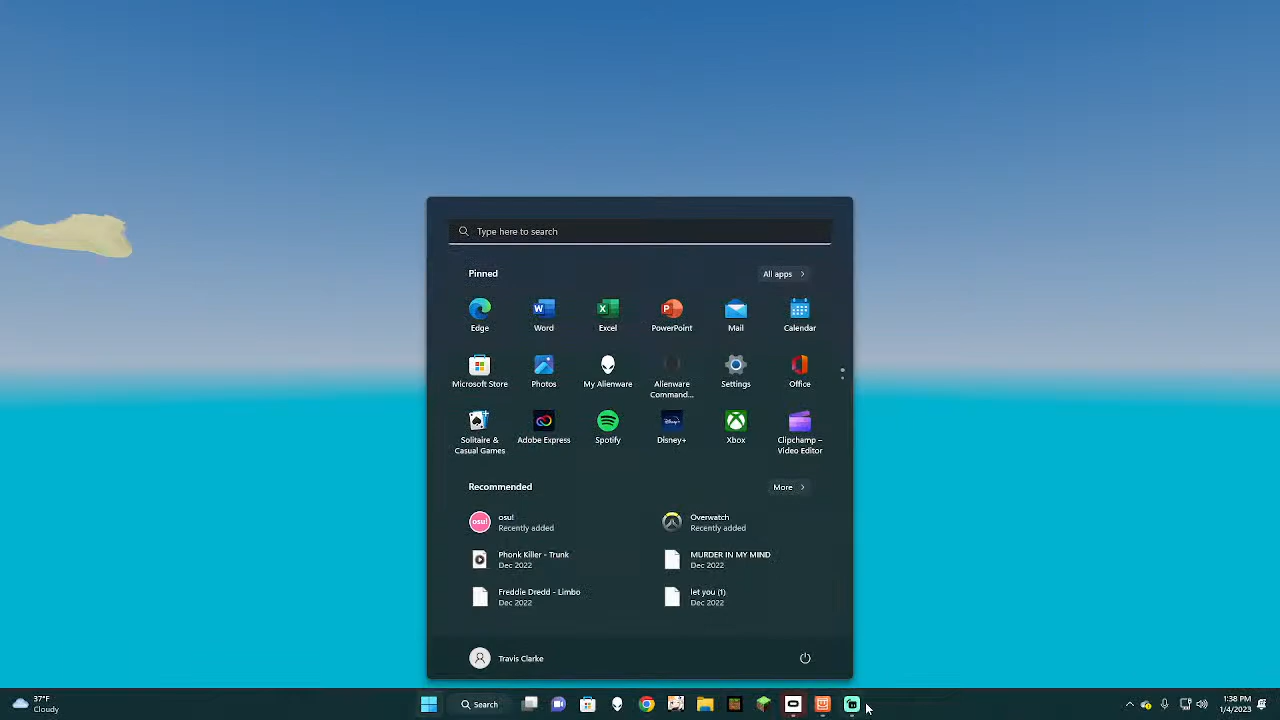 Type here to search
Pinned
All apps
Edge
Word
Excel
PowerPoint
Mail
Calendar
Microsoft Store
Photos
My Alienware
Alienware
Command...
Settings
Office
Solitaire &
Casual Games
Adobe Express
Spotify
Disney+
Xbox
Clipchamp –
Video Editor
Recommended
More
osu!
osu!
Recently added
Overwatch
Recently added
Phonk Killer - Trunk
Dec 2022
MURDER IN MY MIND
Dec 2022
Freddie Dredd - Limbo
Dec 2022
let you (1)
Dec 2022
Travis Clarke
37°F
Cloudy
Search
1:38 PM
1/4/2023